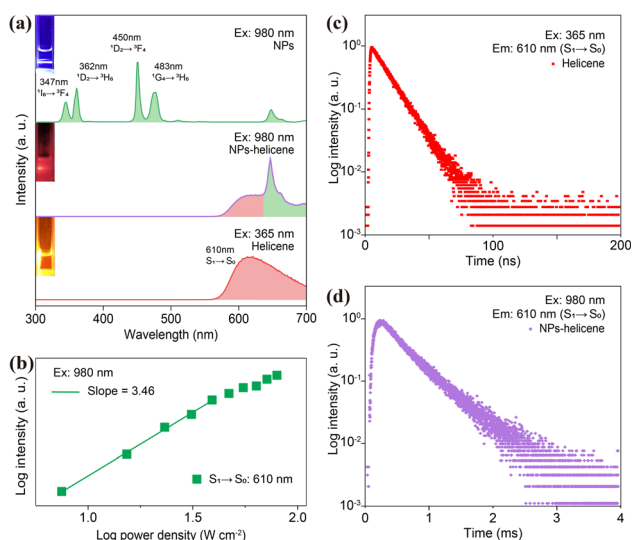 (a)
450nm
¹D₂→³F₄
Ex: 980 nm
NPs
362nm
¹D₂→³H₆
483nm
¹G₄→³H₆
347nm
¹I₆→³F₄
Ex: 980 nm
NPs-helicene
Ex: 365 nm
Helicene
610nm
S₁→S₀
Intensity (a. u.)
300
400
500
600
700
Wavelength (nm)
(b)
Ex: 980 nm
Slope = 3.46
S₁→S₀: 610 nm
Log intensity (a. u.)
1.0
1.5
2.0
Log power density (W cm⁻²)
(c)
Ex: 365 nm
Em: 610 nm (S₁→S₀)
Helicene
10⁰
10⁻¹
10⁻²
10⁻³
Log intensity (a. u.)
0
50
100
150
200
Time (ns)
(d)
Ex: 980 nm
Em: 610 nm (S₁→S₀)
NPs-helicene
10⁰
10⁻¹
10⁻²
10⁻³
Log intensity (a. u.)
0
1
2
3
4
Time (ms)